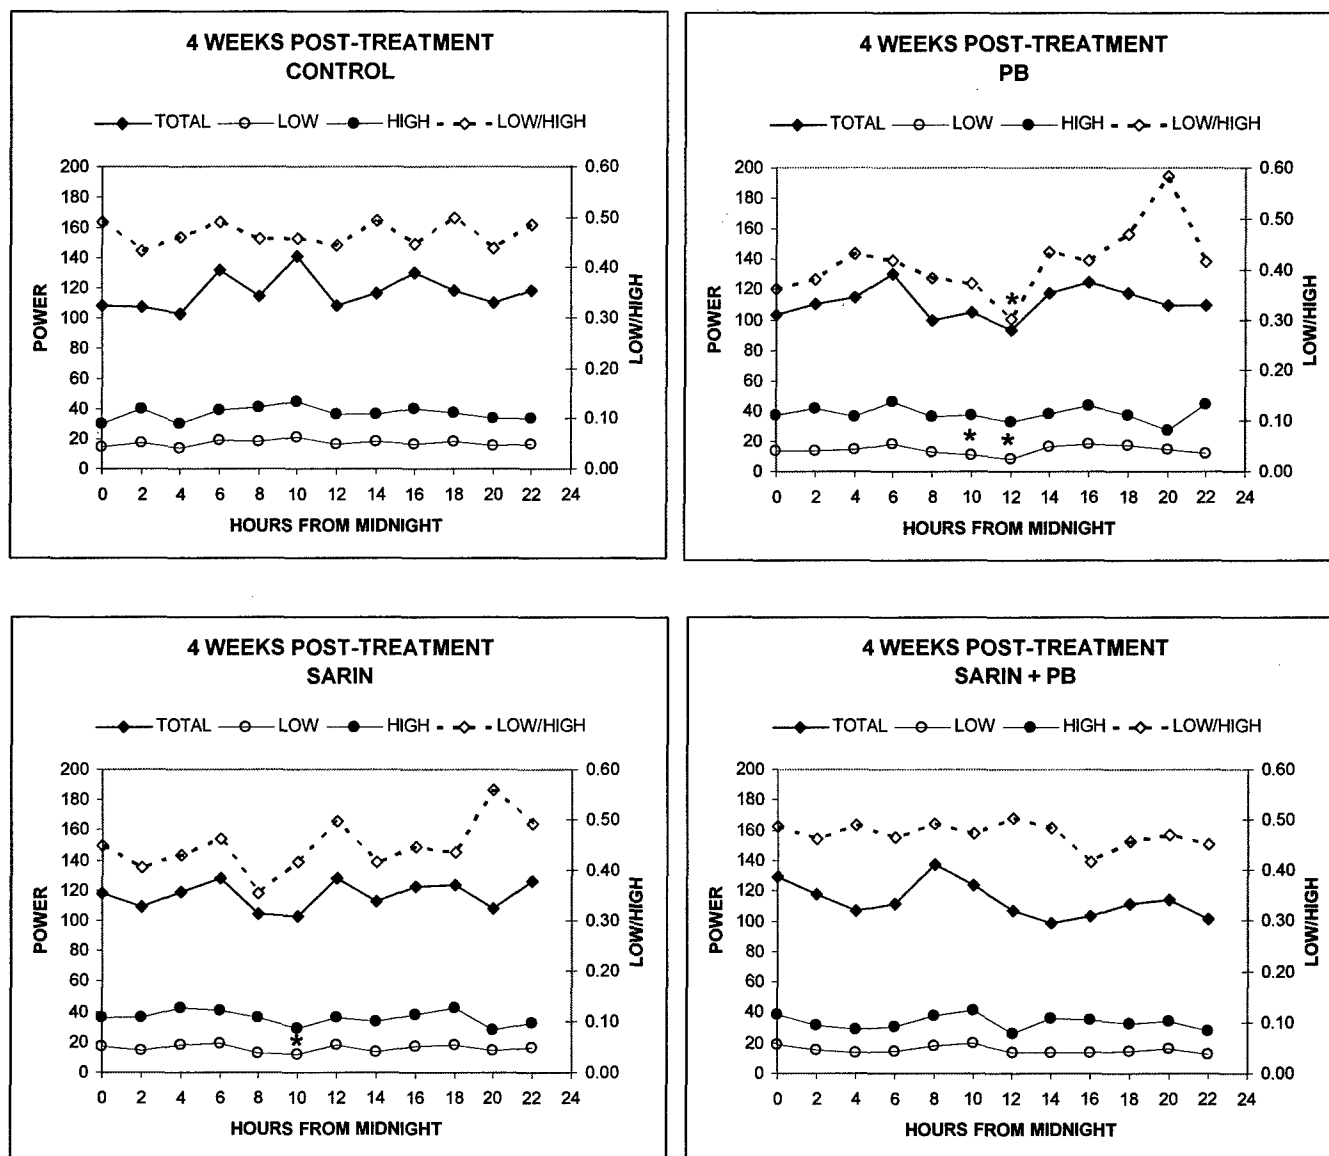 4 WEEKS POST-TREATMENT
CONTROL
TOTAL LOW HIGH LOW/HIGH
200
180
160
140
120
100
80
60
40
20
0
POWER
0.60
0.50
0.40
0.30
0.20
0.10
0.00
LOW/HIGH
0 2 4 6 8 10 12 14 16 18 20 22 24
HOURS FROM MIDNIGHT
4 WEEKS POST-TREATMENT
PB
TOTAL LOW HIGH LOW/HIGH
200
180
160
140
120
100
80
60
40
20
0
POWER
*
* *
0.60
0.50
0.40
0.30
0.20
0.10
0.00
LOW/HIGH
0 2 4 6 8 10 12 14 16 18 20 22 24
HOURS FROM MIDNIGHT
4 WEEKS POST-TREATMENT
SARIN
TOTAL LOW HIGH LOW/HIGH
200
180
160
140
120
100
80
60
40
20
0
POWER
*
0.60
0.50
0.40
0.30
0.20
0.10
0.00
LOW/HIGH
0 2 4 6 8 10 12 14 16 18 20 22 24
HOURS FROM MIDNIGHT
4 WEEKS POST-TREATMENT
SARIN + PB
TOTAL LOW HIGH LOW/HIGH
200
180
160
140
120
100
80
60
40
20
0
POWER
0.60
0.50
0.40
0.30
0.20
0.10
0.00
LOW/HIGH
0 2 4 6 8 10 12 14 16 18 20 22 24
HOURS FROM MIDNIGHT